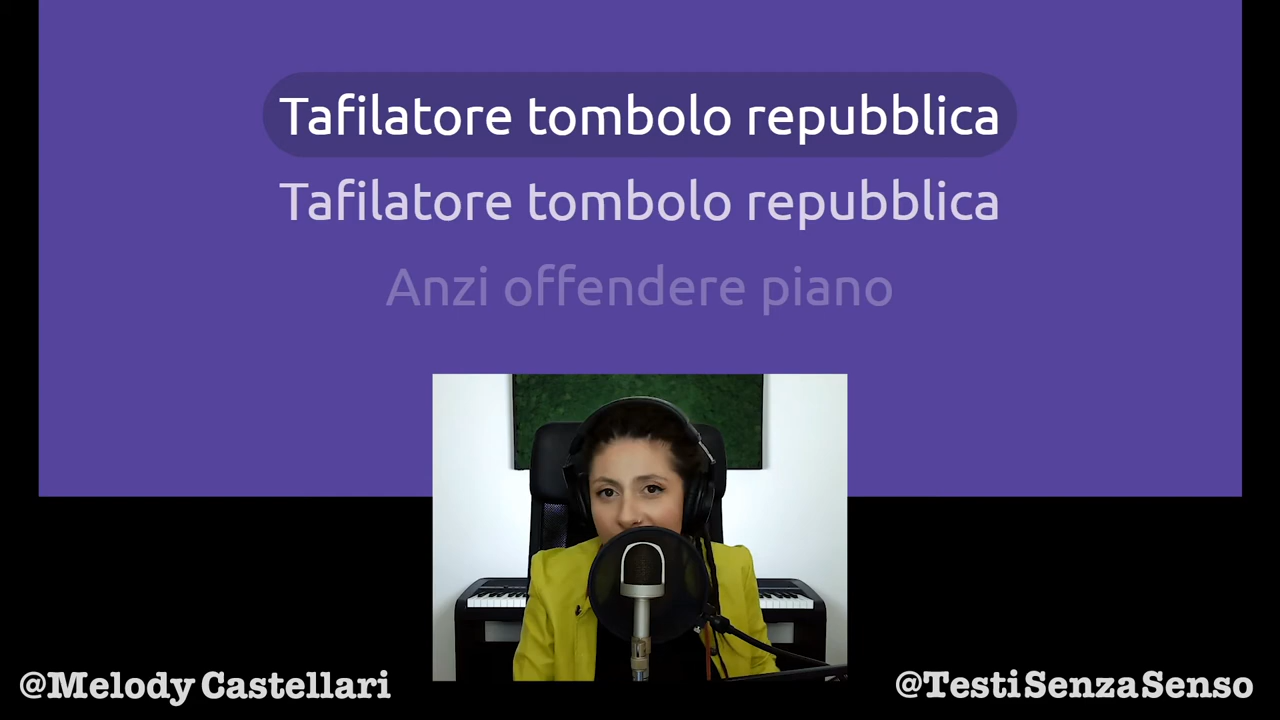 Tafilatore tombolo repubblica
Tafilatore tombolo repubblica
Anzi offendere piano
@Melody Castellari
@TestiSenzaSenso